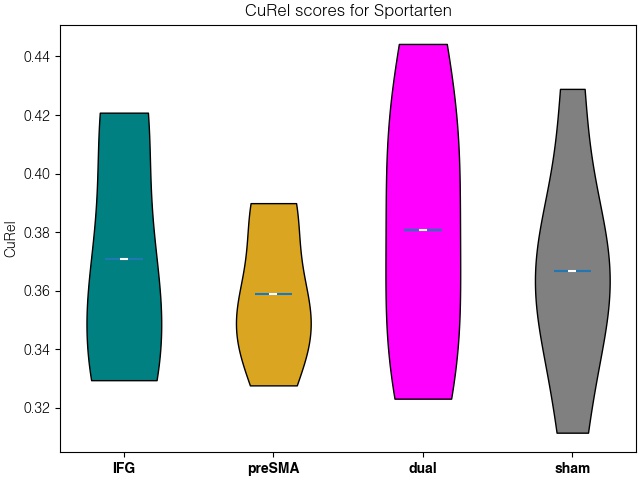 CuRel scores for Sportarten
CuRel
0.44
0.42
0.40
0.38
0.36
0.34
0.32
IFG
preSMA
dual
sham